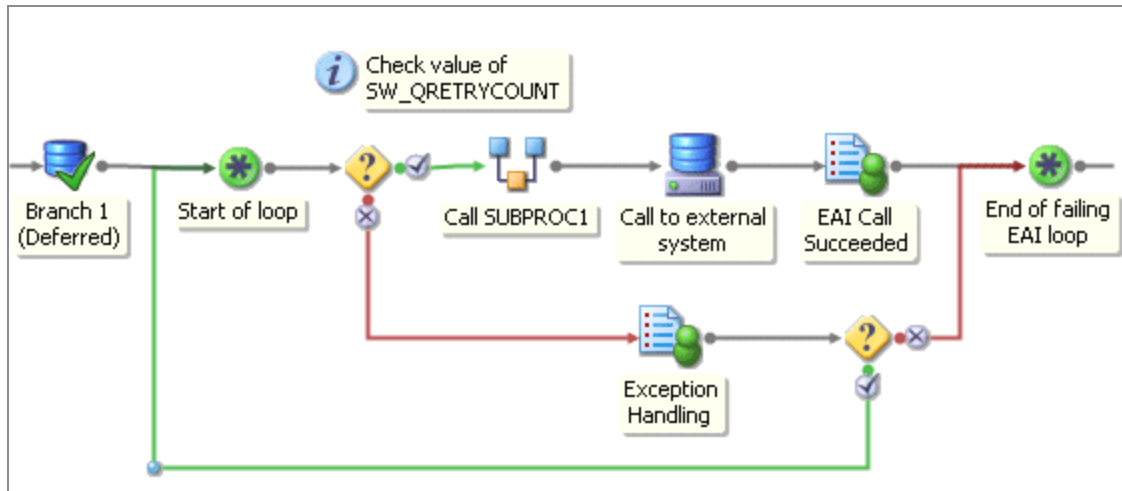 Check value of
SW_QRETRYCOUNT
Branch 1
(Deferred)
Start of loop
Call SUBPROC1
Call to external
system
EAI Call
Succeeded
End of failing
EAI loop
Exception
Handling